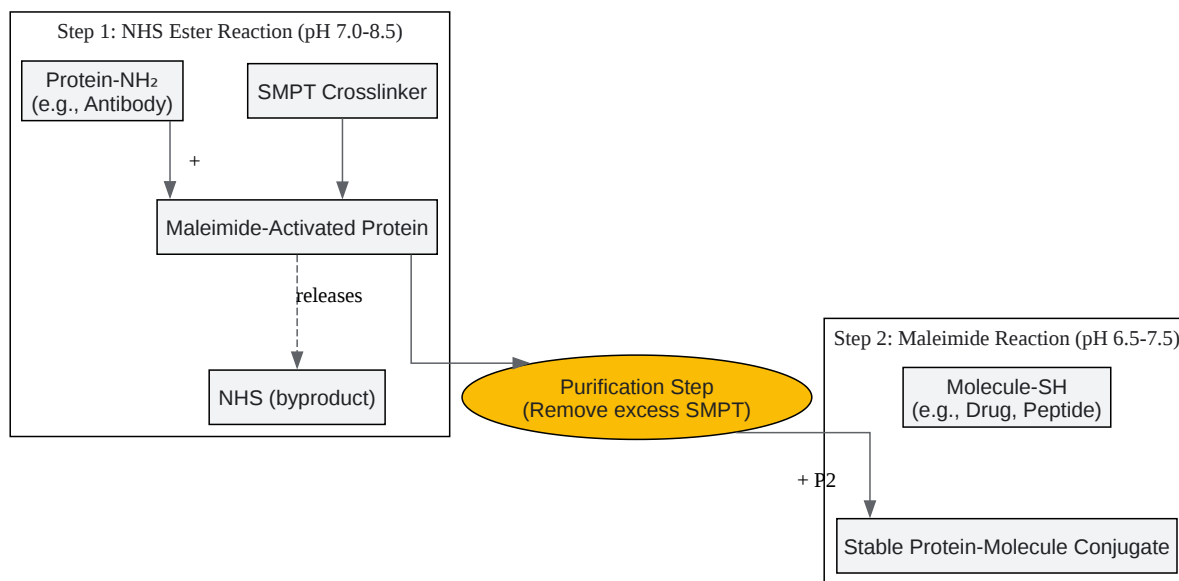 Step 1: NHS Ester Reaction (pH 7.0-8.5)
Protein-NH₂
(e.g., Antibody)
SMPT Crosslinker
+
Maleimide-Activated Protein
releases
NHS (byproduct)
Purification Step
(Remove excess SMPT)
Step 2: Maleimide Reaction (pH 6.5-7.5)
Molecule-SH
(e.g., Drug, Peptide)
+ P2
Stable Protein-Molecule Conjugate